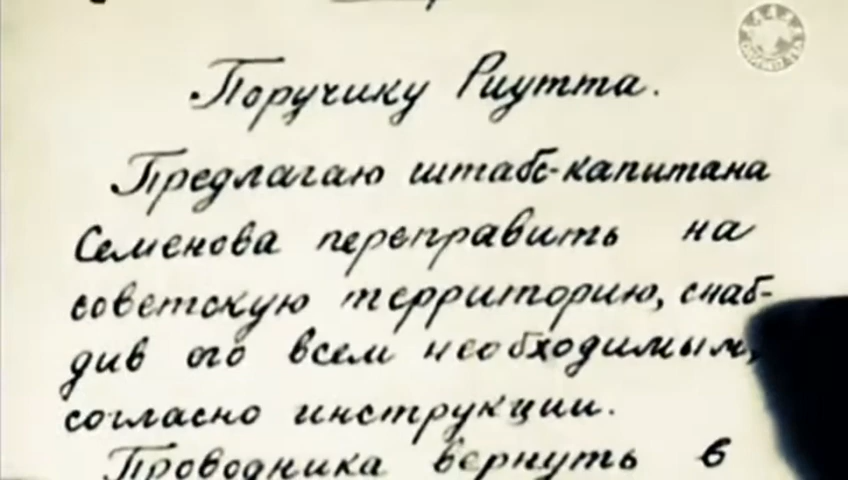 Поручику Риутта.
Предлагаю штабс-капитана
Семенова переправить на
советскую территорию, снаб-
див его всем необходимым,
согласно инструкции.
Проводника вернуть в